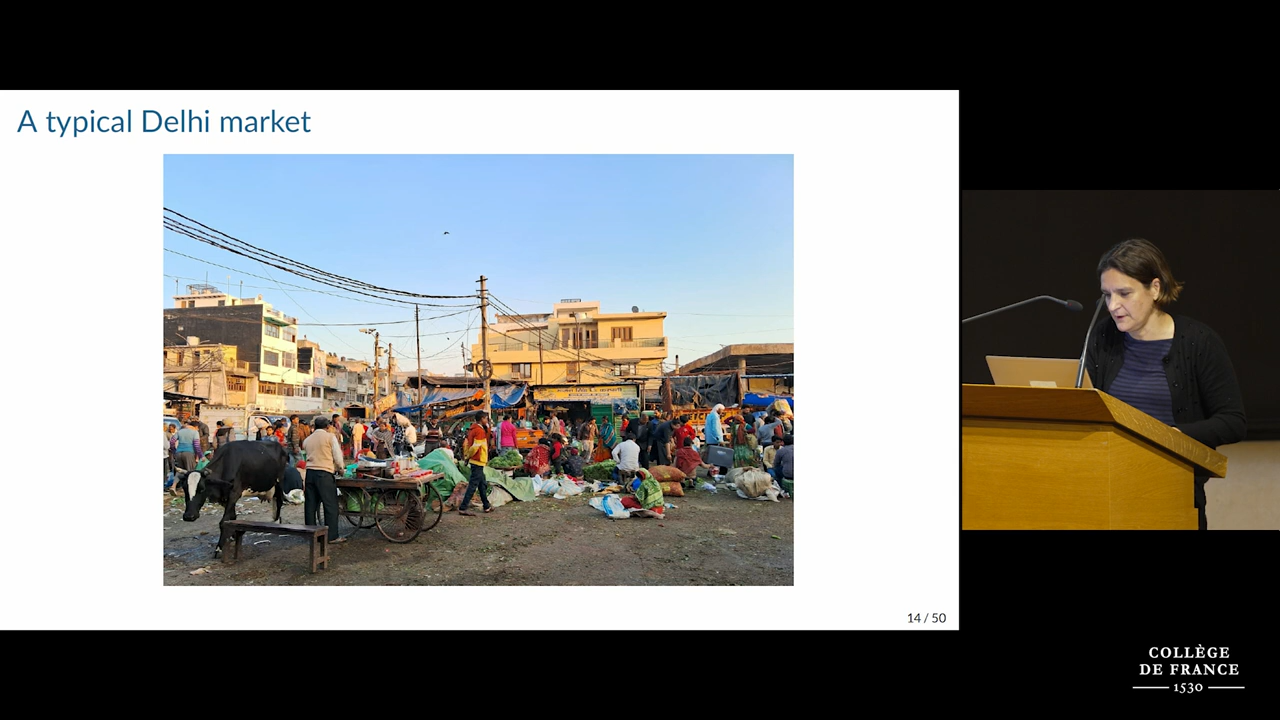 A typical Delhi market
14 / 50
COLLÈGE
DE FRANCE
1530